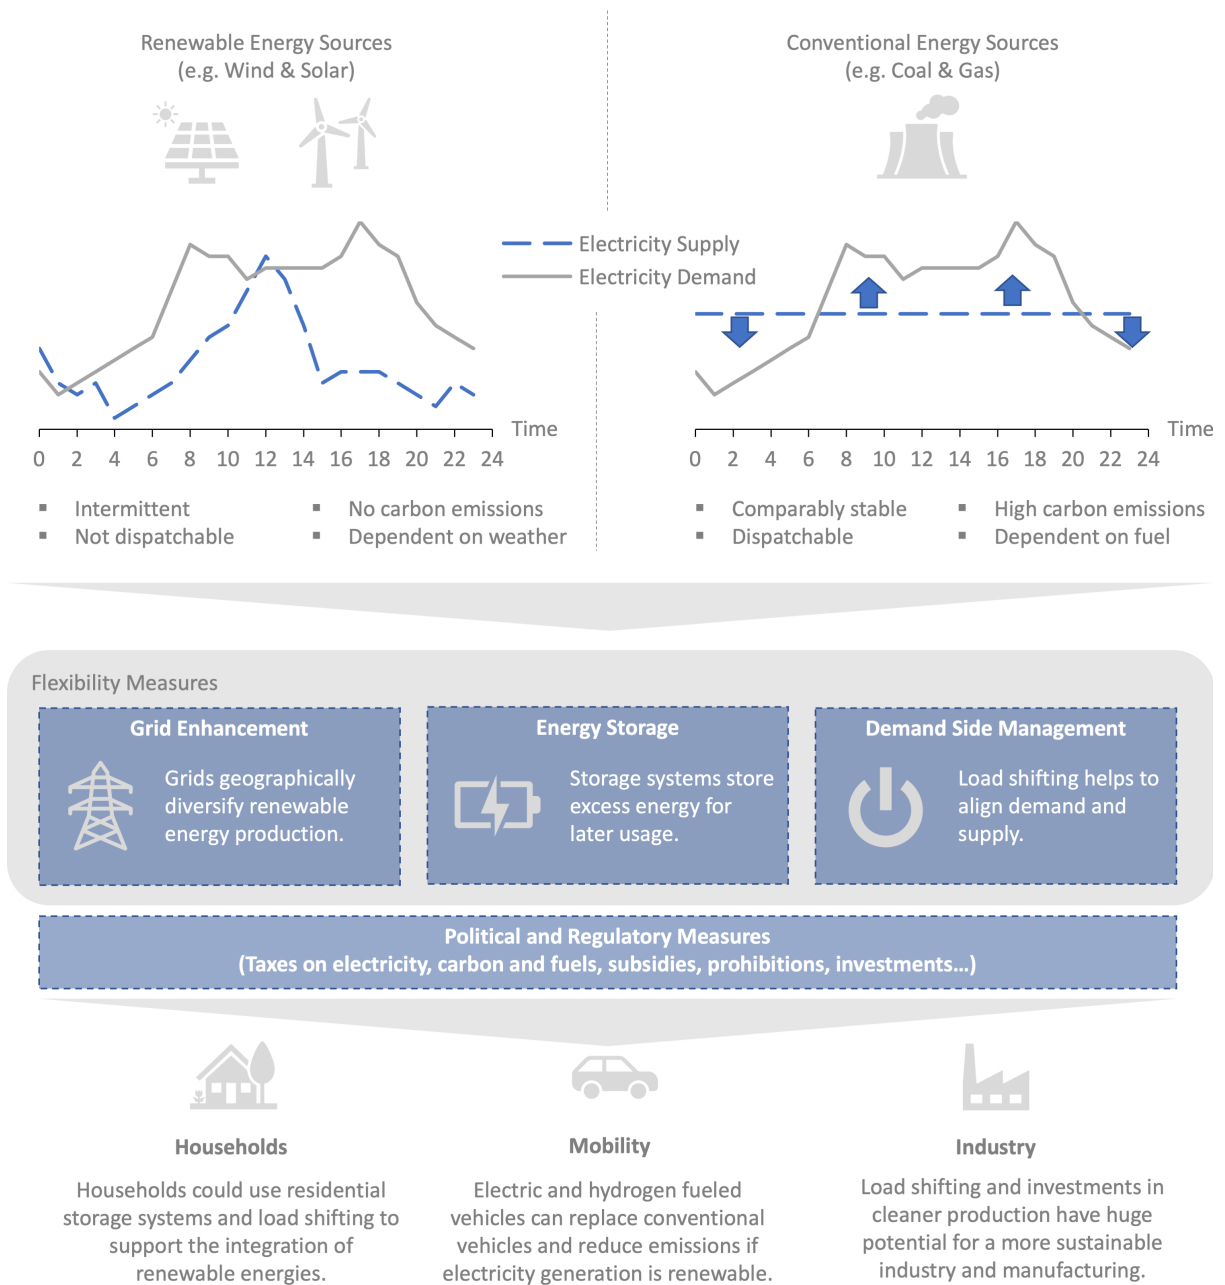 Renewable Energy Sources
(e.g. Wind & Solar)
Conventional Energy Sources
(e.g. Coal & Gas)
Electricity Supply
Electricity Demand
Time
0 2 4 6 8 10 12 14 16 18 20 22 24
Time
0 2 4 6 8 10 12 14 16 18 20 22 24
▪ Intermittent
▪ Not dispatchable
▪ No carbon emissions
▪ Dependent on weather
▪ Comparably stable
▪ Dispatchable
▪ High carbon emissions
▪ Dependent on fuel
Flexibility Measures
Grid Enhancement
Grids geographically
diversify renewable
energy production.
Energy Storage
Storage systems store
excess energy for
later usage.
Demand Side Management
Load shifting helps to
align demand and
supply.
Political and Regulatory Measures
(Taxes on electricity, carbon and fuels, subsidies, prohibitions, investments...)
Households
Households could use residential
storage systems and load shifting to
support the integration of
renewable energies.
Mobility
Electric and hydrogen fueled
vehicles can replace conventional
vehicles and reduce emissions if
electricity generation is renewable.
Industry
Load shifting and investments in
cleaner production have huge
potential for a more sustainable
industry and manufacturing.